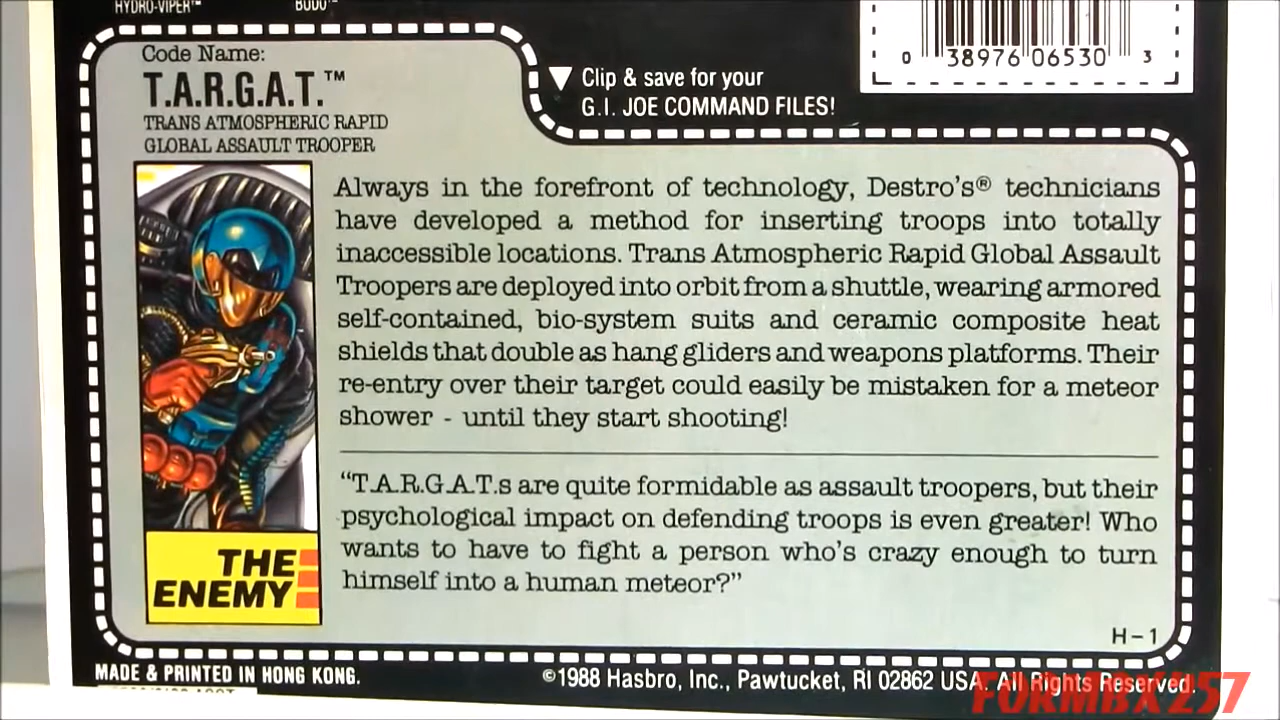 HYDRO-VIPER™ BUDO™
Code Name:
T.A.R.G.A.T.™
TRANS ATMOSPHERIC RAPID
GLOBAL ASSAULT TROOPER
▼ Clip & save for your
G.I. JOE COMMAND FILES!
0 38976 06530 3
Always in the forefront of technology, Destro's® technicians
have developed a method for inserting troops into totally
inaccessible locations. Trans Atmospheric Rapid Global Assault
Troopers are deployed into orbit from a shuttle, wearing armored
self-contained, bio-system suits and ceramic composite heat
shields that double as hang gliders and weapons platforms. Their
re-entry over their target could easily be mistaken for a meteor
shower - until they start shooting!
"T.A.R.G.A.T.s are quite formidable as assault troopers, but their
psychological impact on defending troops is even greater! Who
wants to have to fight a person who's crazy enough to turn
himself into a human meteor?"
THE
ENEMY
H-1
MADE & PRINTED IN HONG KONG.
©1988 Hasbro, Inc., Pawtucket, RI 02862 USA. All Rights Reserved.
FORMBX257